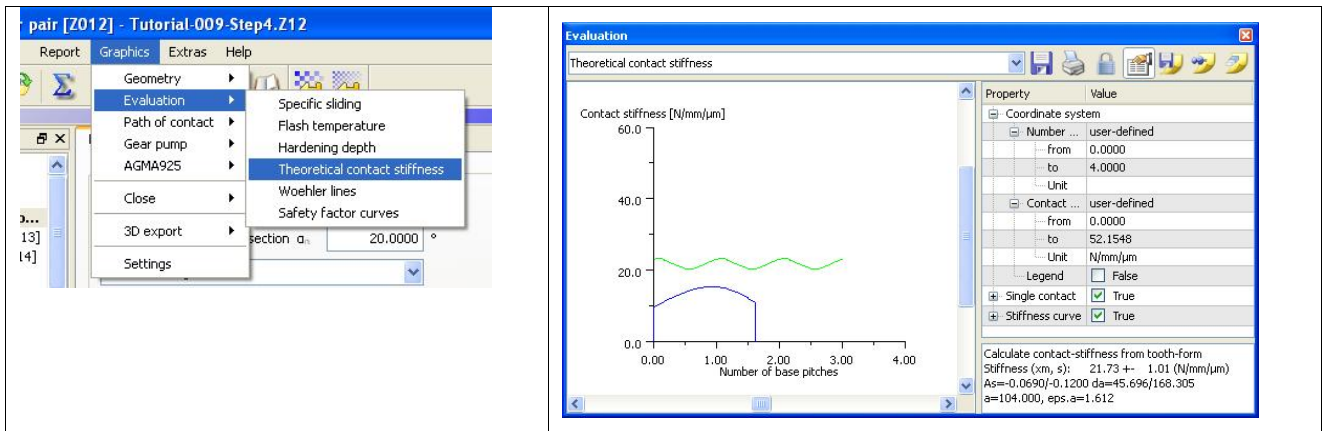 r pair [Z012] - Tutorial-009-Step4.Z12
Report Graphics Extras Help
Geometry
Evaluation
Path of contact
Gear pump
AGMA925
Close
3D export
Settings
Specific sliding
Flash temperature
Hardening depth
Theoretical contact stiffness
Woehler lines
Safety factor curves
13]
14]
section αn 20.0000 °
Evaluation
Theoretical contact stiffness
Contact stiffness [N/mm/µm]
60.0
40.0
20.0
0.0
0.00 1.00 2.00 3.00 4.00
Number of base pitches
Property Value
Coordinate system
Number ... user-defined
from 0.0000
to 4.0000
Unit
Contact ... user-defined
from 0.0000
to 52.1548
Unit N/mm/µm
Legend False
Single contact True
Stiffness curve True
Calculate contact-stiffness from tooth-form
Stiffness (xm, s): 21.73 +- 1.01 (N/mm/µm)
As=-0.0690/-0.1200 da=45.696/168.305
a=104.000, eps.a=1.612